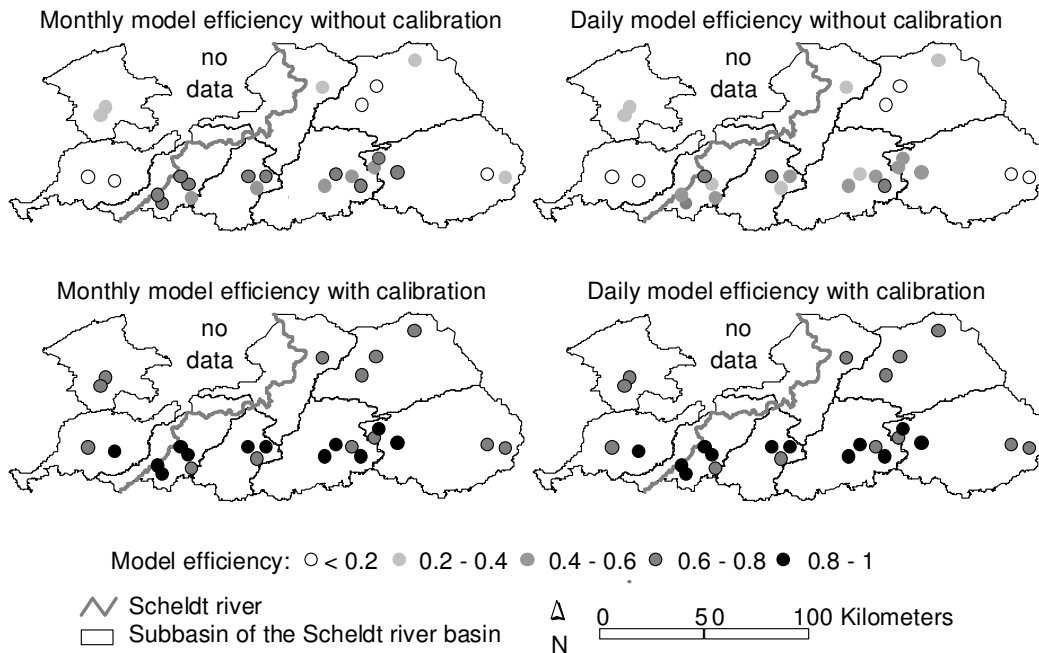 Monthly model efficiency without calibration
no
data
Daily model efficiency without calibration
no
data
Monthly model efficiency with calibration
no
data
Daily model efficiency with calibration
no
data
Model efficiency: < 0.2 0.2 - 0.4 0.4 - 0.6 0.6 - 0.8 0.8 - 1
Scheldt river
Subbasin of the Scheldt river basin
N
0 50 100 Kilometers